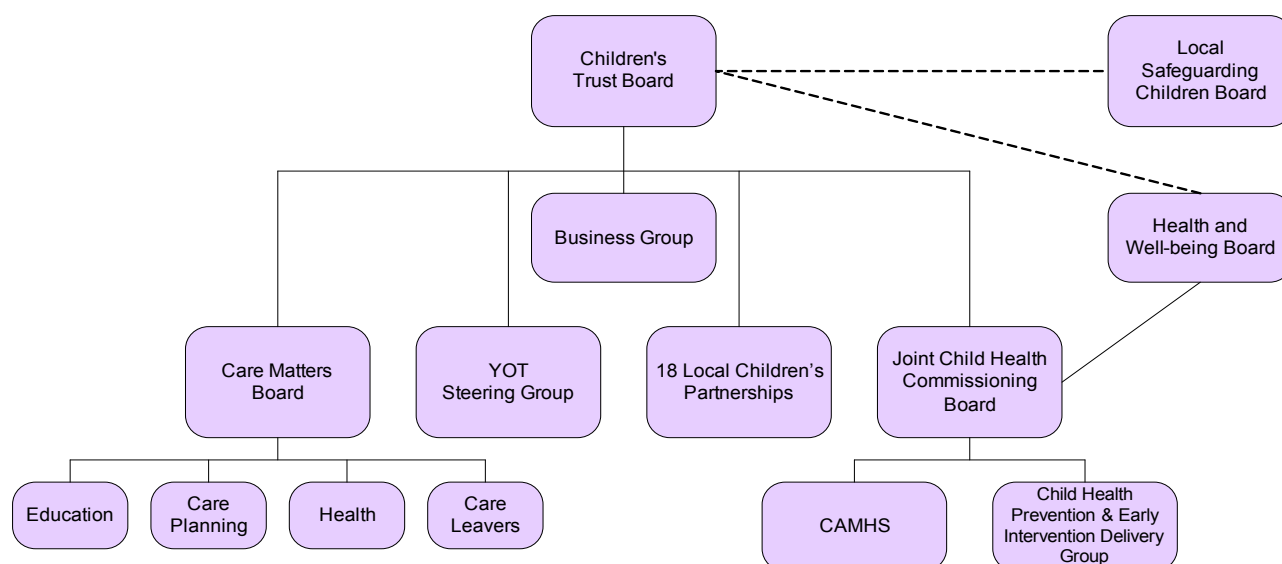 Children's
Trust Board
Local
Safeguarding
Children Board
Business Group
Health and
Well-being Board
Care Matters
Board
YOT
Steering Group
18 Local Children’s
Partnerships
Joint Child Health
Commissioning
Board
Education
Care
Planning
Health
Care
Leavers
CAMHS
Child Health
Prevention & Early
Intervention Delivery
Group